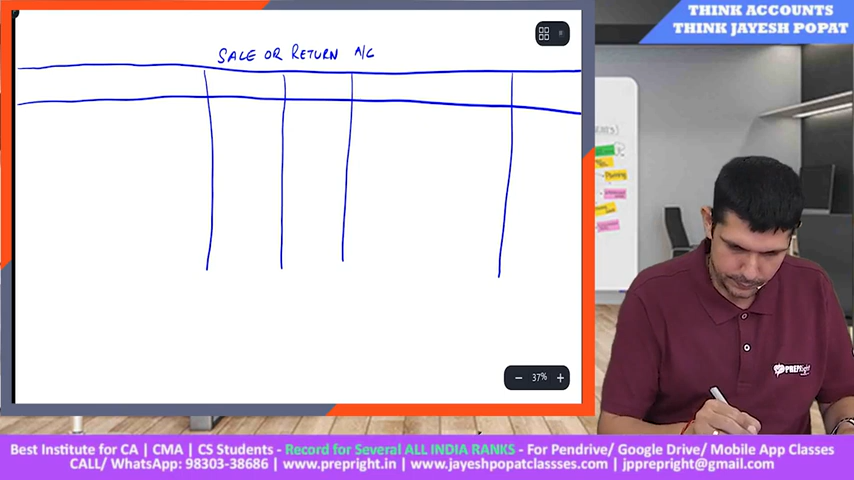 THINK ACCOUNTS
THINK JAYESH POPAT
SALE OR RETURN A/C
Planning
PREPRight
37%
Best Institute for CA | CMA | CS Students - Record for Several ALL INDIA RANKS - For Pendrive/ Google Drive/ Mobile App Classes
CALL/ WhatsApp: 98303-38686 | www.prepright.in | www.jayeshpopatclassses.com | jpprepright@gmail.com